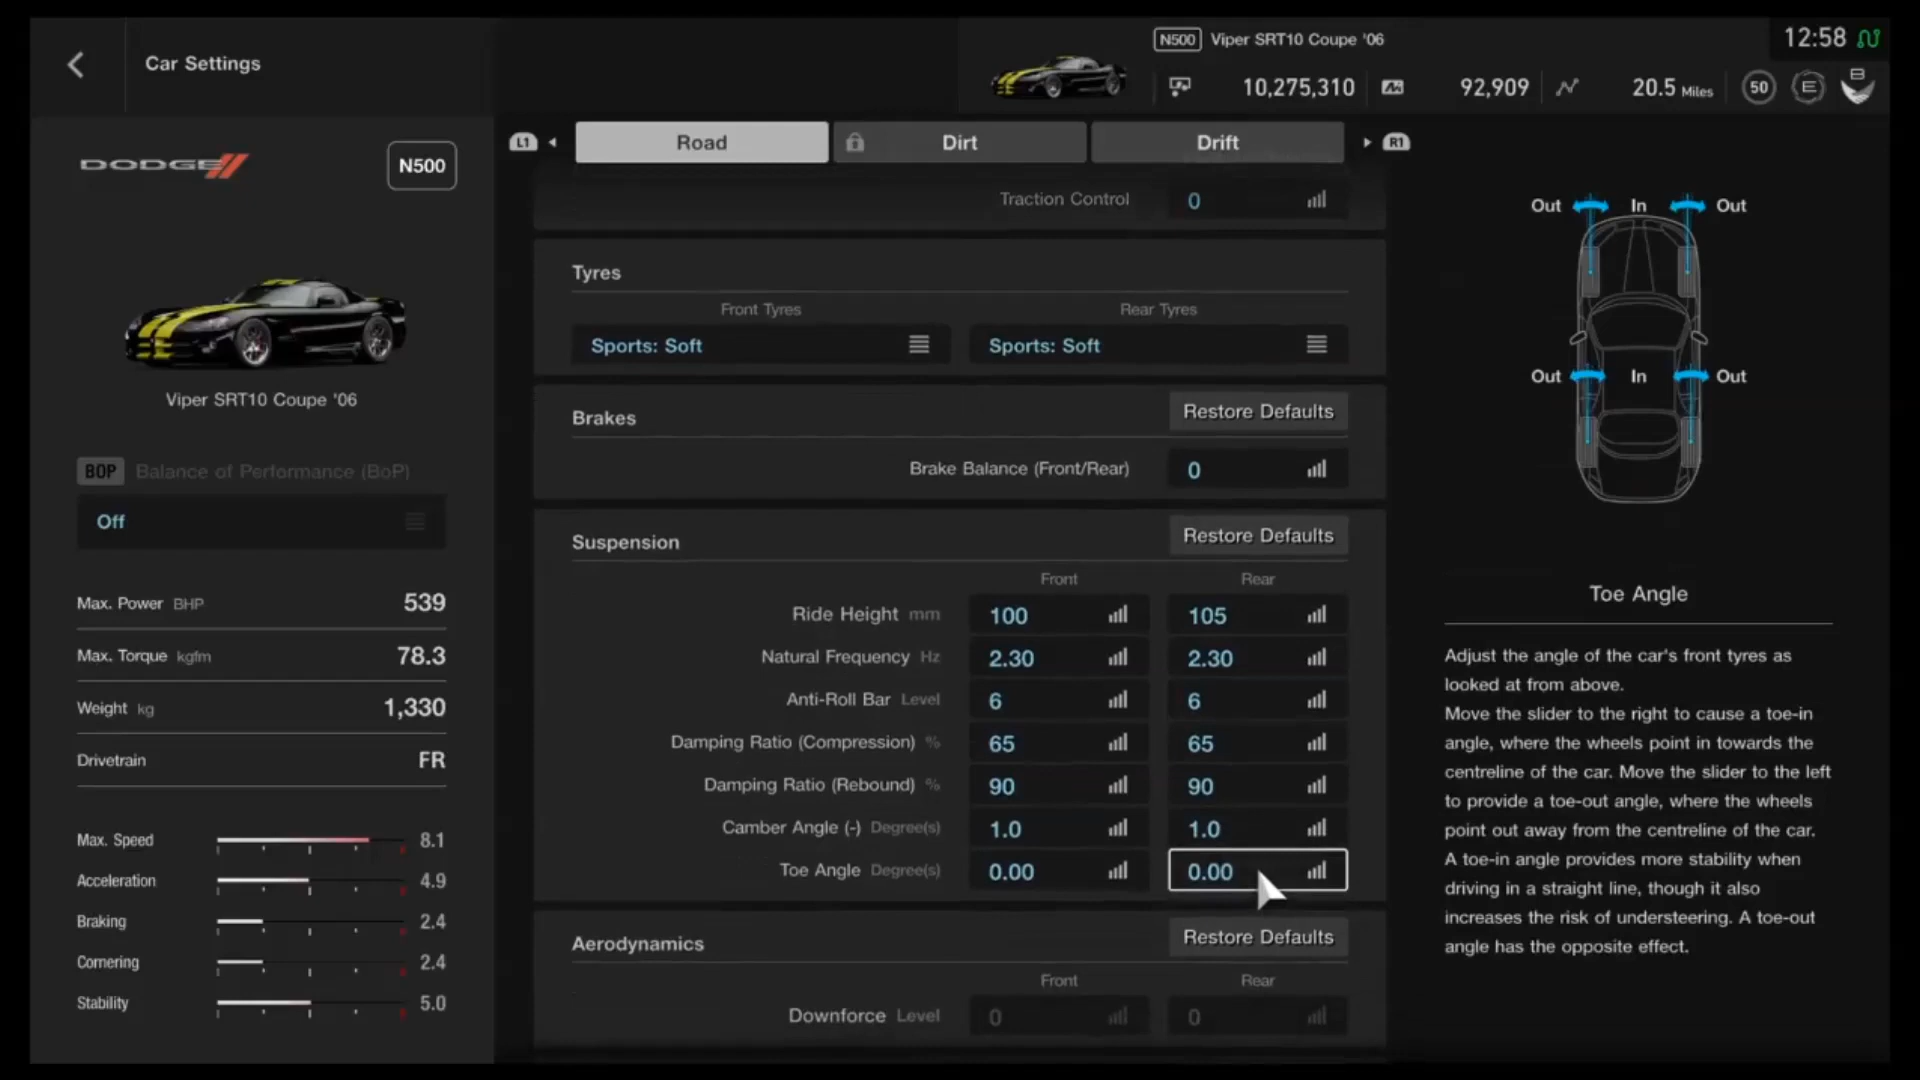 Car Settings
N500 Viper SRT10 Coupe '06
10,275,310
92,909
20.5 Miles
50
E
B
12:58
DODGE
N500
Viper SRT10 Coupe '06
BOP Balance of Performance (BoP)
Off
Max. Power BHP 539
Max. Torque kgfm 78.3
Weight kg 1,330
Drivetrain FR
Max. Speed 8.1
Acceleration 4.9
Braking 2.4
Cornering 2.4
Stability 5.0
L1 Road Dirt Drift R1
Traction Control 0
Tyres
Front Tyres Rear Tyres
Sports: Soft Sports: Soft
Brakes Restore Defaults
Brake Balance (Front/Rear) 0
Suspension Restore Defaults
Front Rear
Ride Height mm 100 105
Natural Frequency Hz 2.30 2.30
Anti-Roll Bar Level 6 6
Damping Ratio (Compression) % 65 65
Damping Ratio (Rebound) % 90 90
Camber Angle (-) Degree(s) 1.0 1.0
Toe Angle Degree(s) 0.00 0.00
Aerodynamics Restore Defaults
Front Rear
Downforce Level 0 0
Out In Out
Out In Out
Toe Angle
Adjust the angle of the car's front tyres as
looked at from above.
Move the slider to the right to cause a toe-in
angle, where the wheels point in towards the
centreline of the car. Move the slider to the left
to provide a toe-out angle, where the wheels
point out away from the centreline of the car.
A toe-in angle provides more stability when
driving in a straight line, though it also
increases the risk of understeering. A toe-out
angle has the opposite effect.